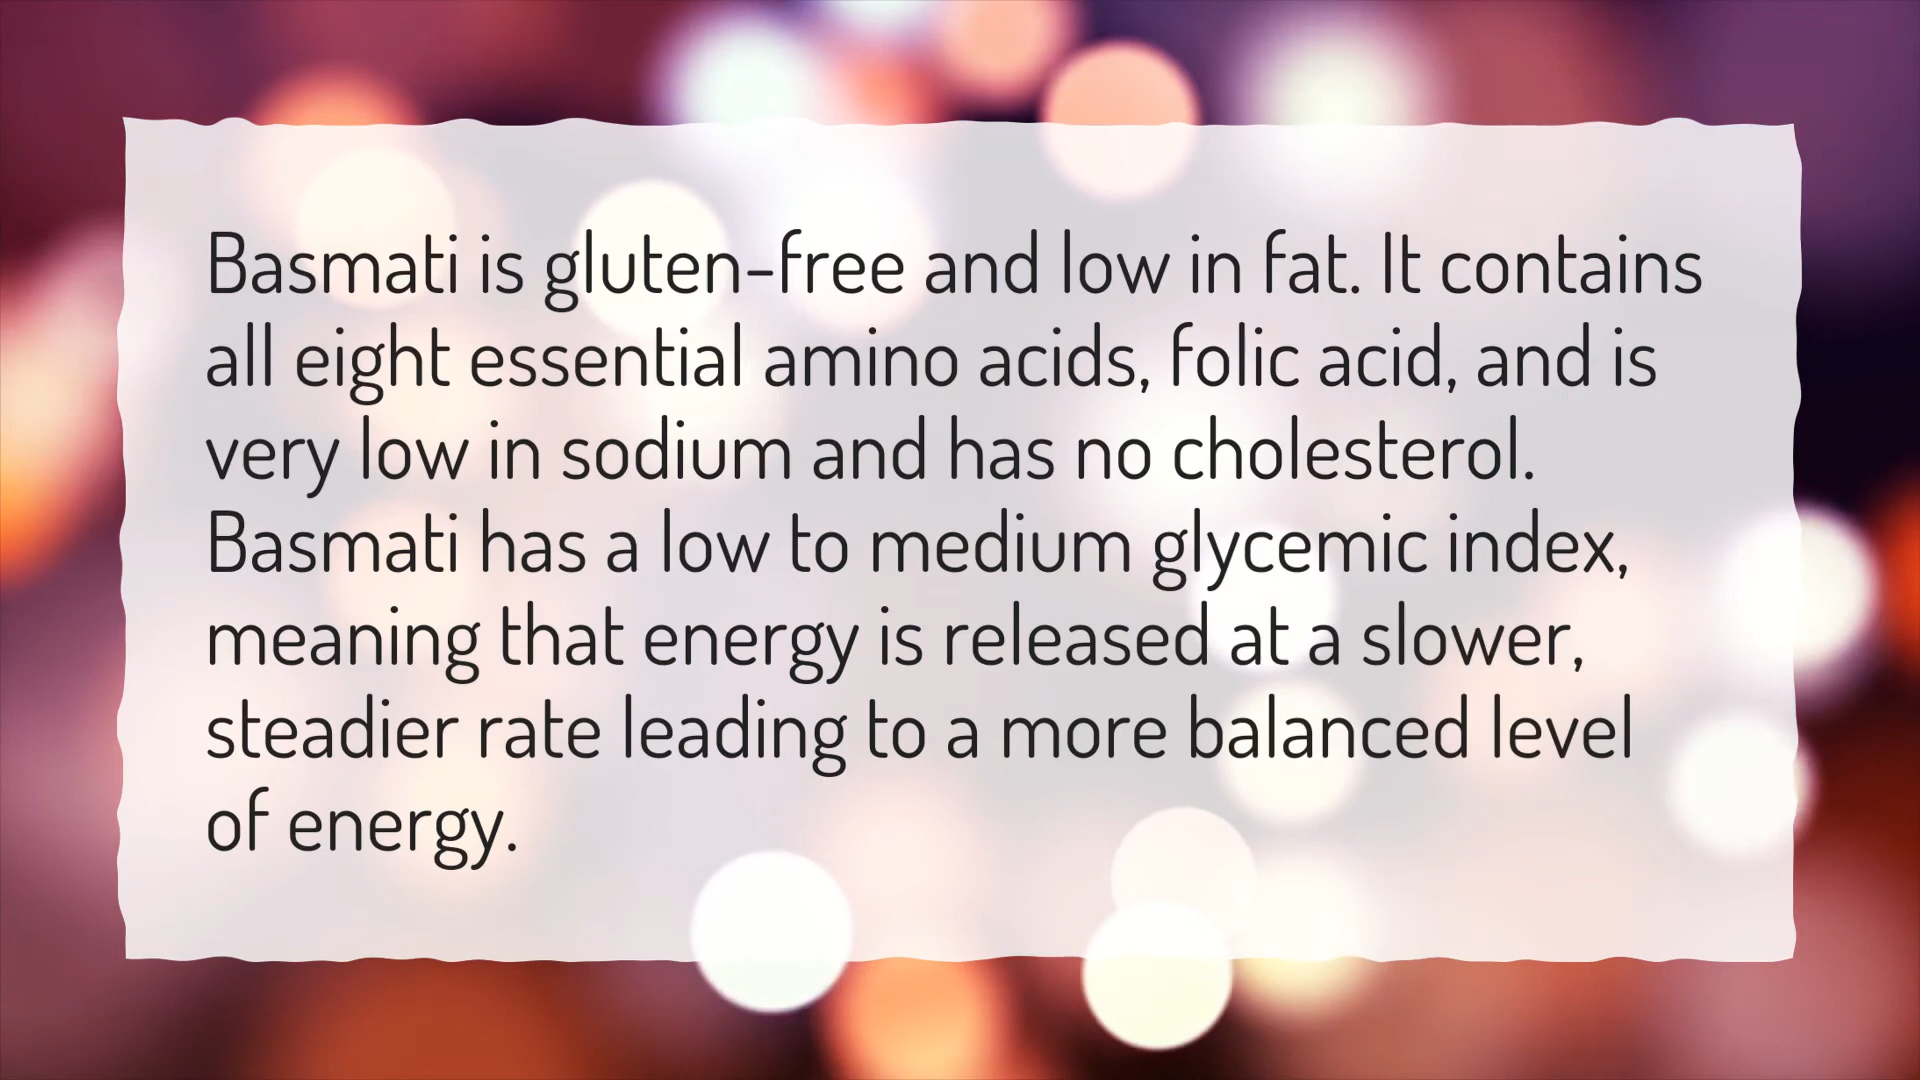 Basmati is gluten-free and low in fat. It contains
all eight essential amino acids, folic acid, and is
very low in sodium and has no cholesterol.
Basmati has a low to medium glycemic index,
meaning that energy is released at a slower,
steadier rate leading to a more balanced level
of energy.